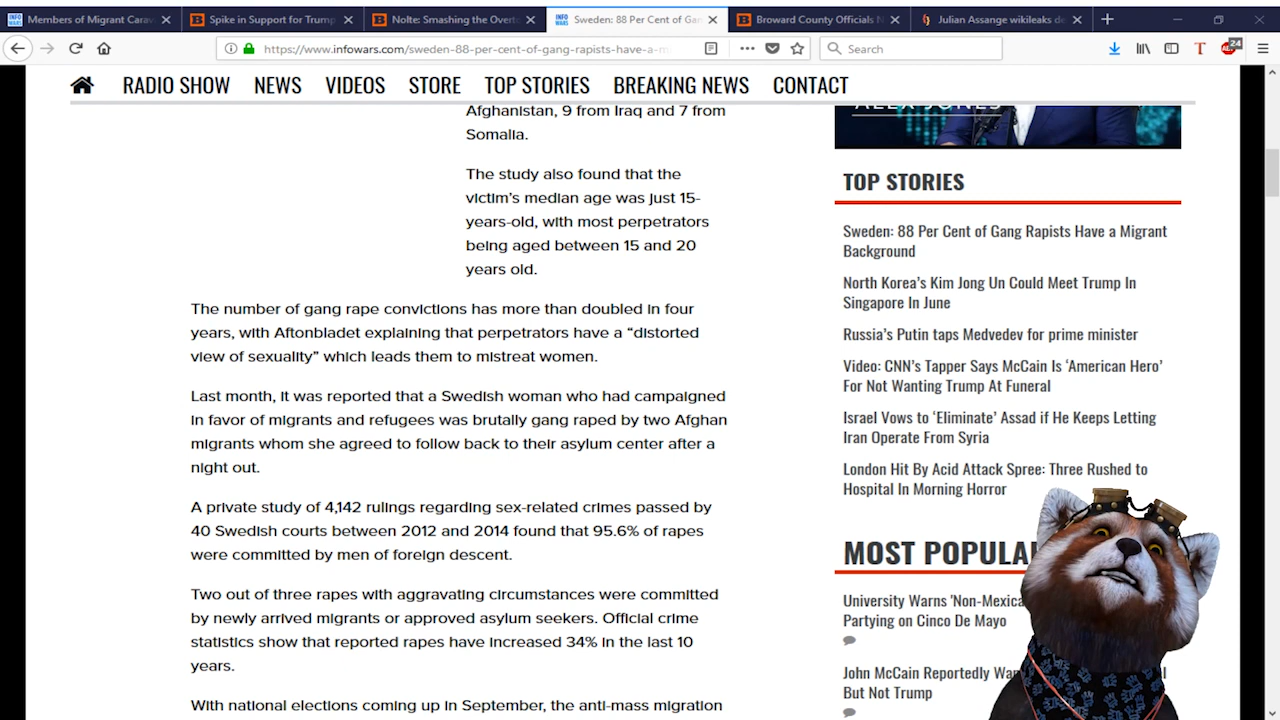 Members of Migrant Carav
Spike in Support for Trump
Nolte: Smashing the Overt
Sweden: 88 Per Cent of Gan
Broward County Officials N
Julian Assange wikileaks de
https://www.infowars.com/sweden-88-per-cent-of-gang-rapists-have-a-m
Search
24
RADIO SHOW NEWS VIDEOS STORE TOP STORIES BREAKING NEWS CONTACT
Afghanistan, 9 from Iraq and 7 from
Somalia.
The study also found that the
victim's median age was just 15-
years-old, with most perpetrators
being aged between 15 and 20
years old.
The number of gang rape convictions has more than doubled in four
years, with Aftonbladet explaining that perpetrators have a “distorted
view of sexuality” which leads them to mistreat women.
Last month, it was reported that a Swedish woman who had campaigned
in favor of migrants and refugees was brutally gang raped by two Afghan
migrants whom she agreed to follow back to their asylum center after a
night out.
A private study of 4,142 rulings regarding sex-related crimes passed by
40 Swedish courts between 2012 and 2014 found that 95.6% of rapes
were committed by men of foreign descent.
Two out of three rapes with aggravating circumstances were committed
by newly arrived migrants or approved asylum seekers. Official crime
statistics show that reported rapes have increased 34% in the last 10
years.
With national elections coming up in September, the anti-mass migration
ALEX JONES
TOP STORIES
Sweden: 88 Per Cent of Gang Rapists Have a Migrant
Background
North Korea's Kim Jong Un Could Meet Trump In
Singapore In June
Russia's Putin taps Medvedev for prime minister
Video: CNN's Tapper Says McCain Is ‘American Hero’
For Not Wanting Trump At Funeral
Israel Vows to ‘Eliminate’ Assad if He Keeps Letting
Iran Operate From Syria
London Hit By Acid Attack Spree: Three Rushed to
Hospital In Morning Horror
MOST POPULA
University Warns 'Non-Mexica
Partying on Cinco De Mayo
John McCain Reportedly Wan
But Not Trump